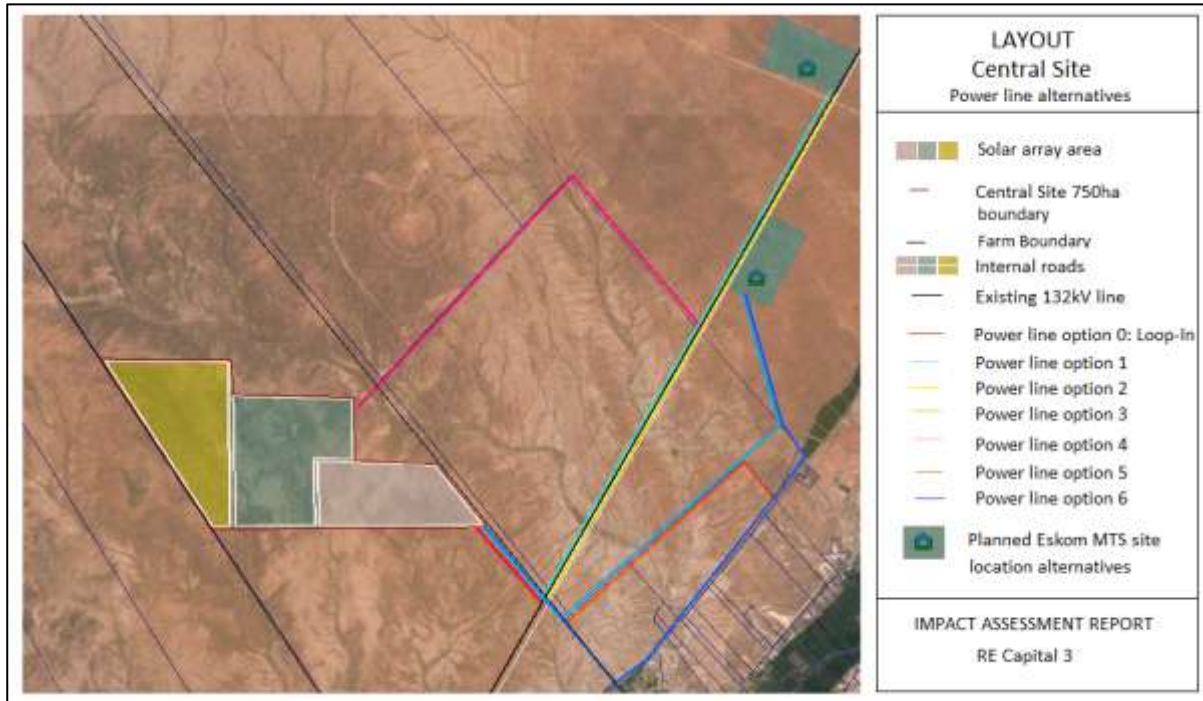 LAYOUT
Central Site
Power line alternatives
Solar array area
Central Site 750ha
boundary
Farm Boundary
Internal roads
Existing 132kV line
Power line option 0: Loop-In
Power line option 1
Power line option 2
Power line option 3
Power line option 4
Power line option 5
Power line option 6
Planned Eskom MTS site
location alternatives
IMPACT ASSESSMENT REPORT
RE Capital 3